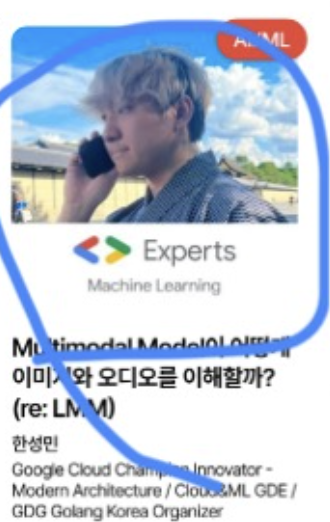 AI/ML
Experts
Machine Learning
Multimodal Model이 어떻게
이미지와 오디오를 이해할까?
(re: LMM)
한성민
Google Cloud Champion Innovator -
Modern Architecture / Cloud&ML GDE /
GDG Golang Korea Organizer